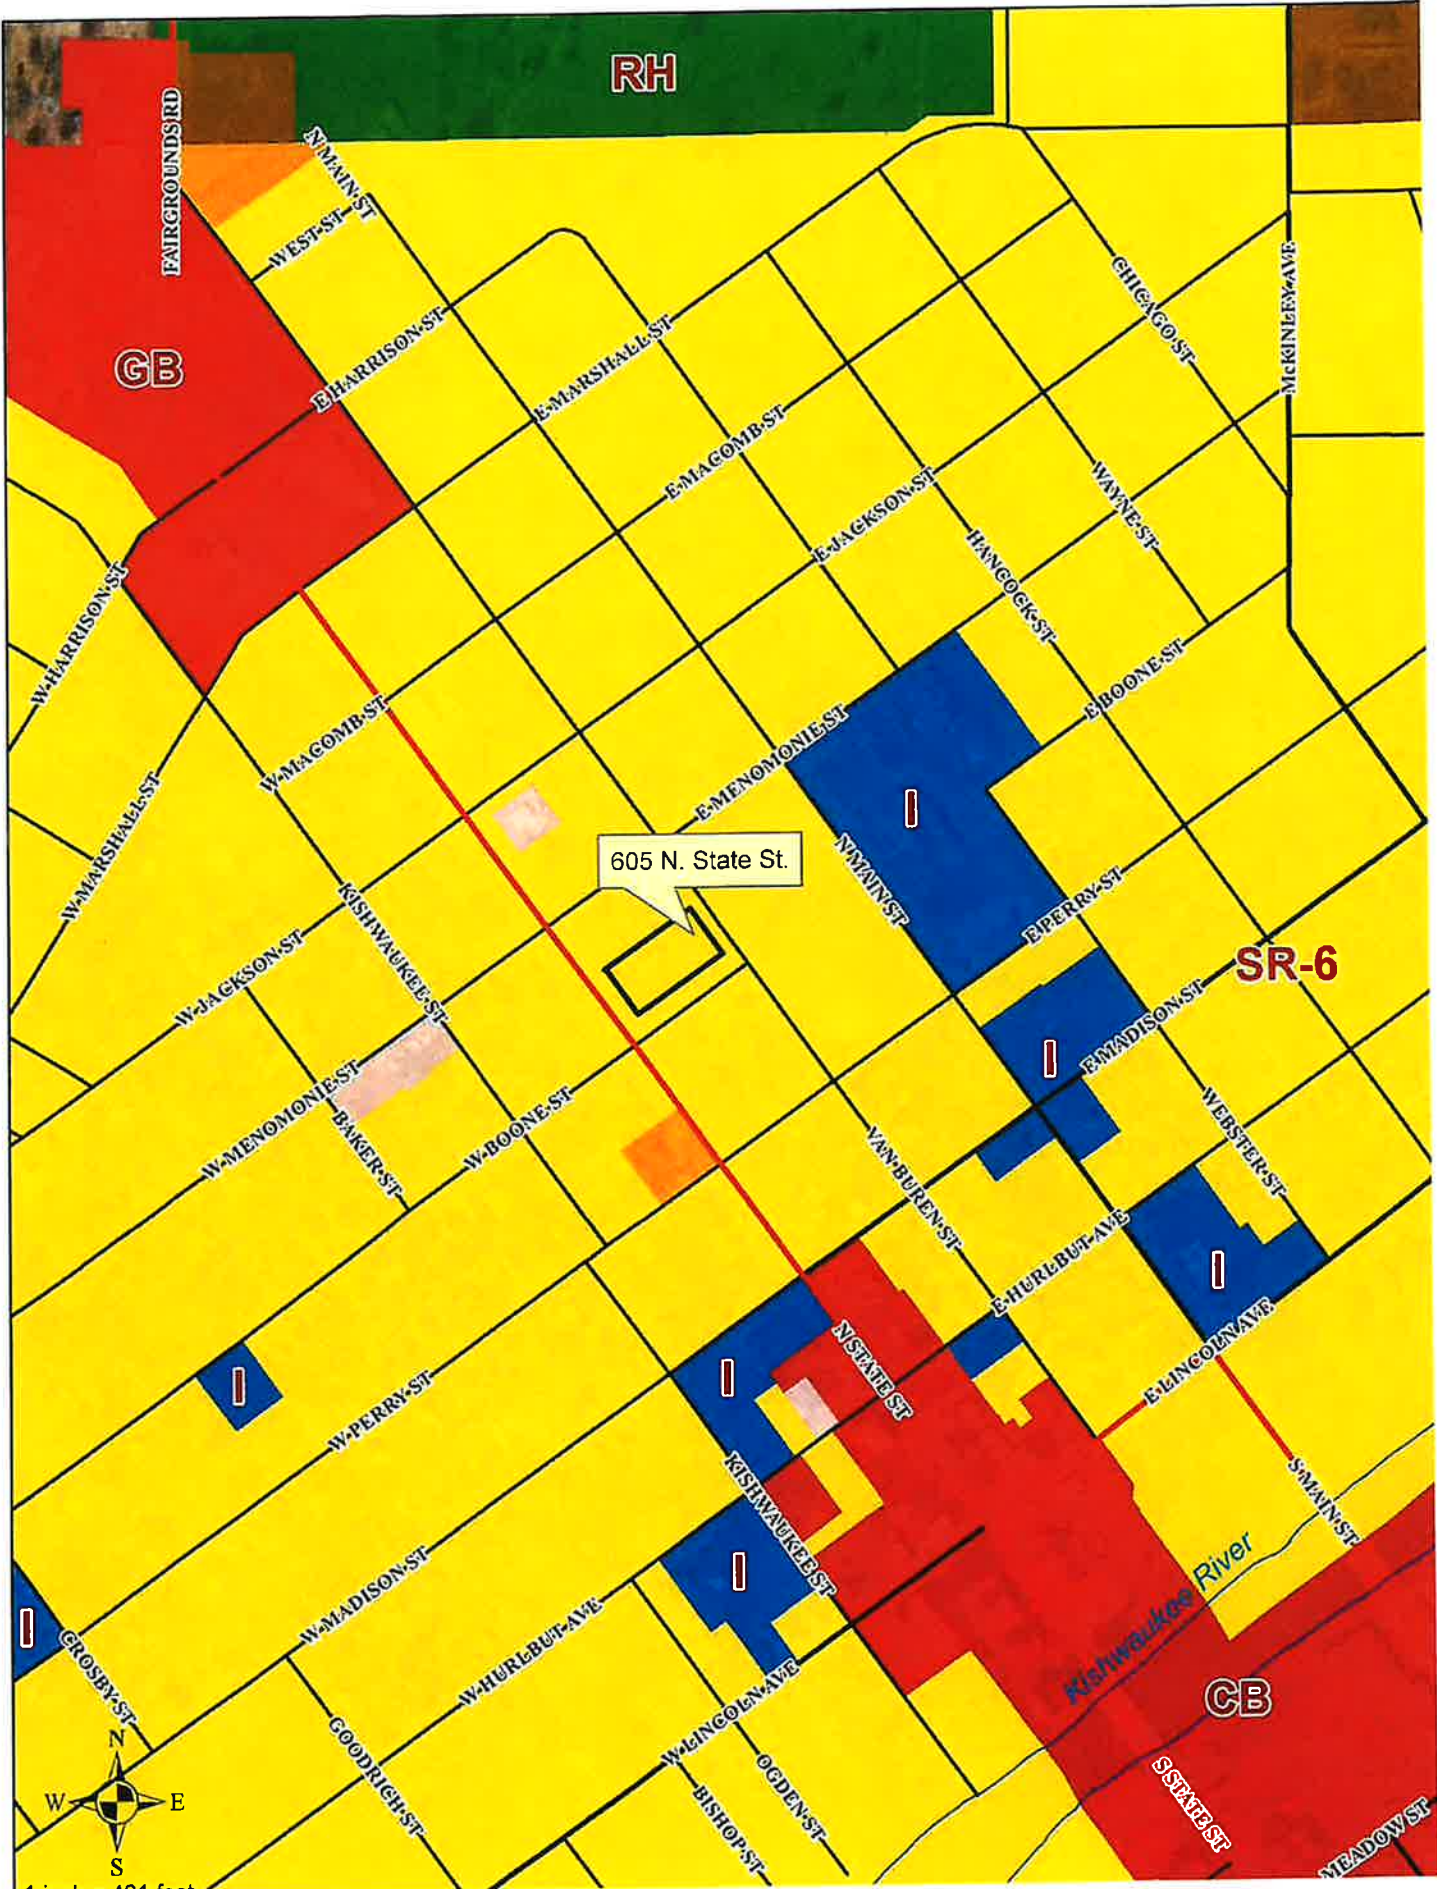 RH
FAIRGROUNDS RD
N MAIN ST
WEST ST
CHICAGO ST
McKINLEY AVE
GB
E HARRISON ST
E MARSHALL ST
E MACOMB ST
E JACKSON ST
WAYNE ST
HANCOCK ST
W HARRISON ST
E BOONE ST
W MACOMB ST
E MENOMONIE ST
I
W MARSHALL ST
605 N. State St.
N MAIN ST
E PERRY ST
KISHWAUKEE ST
W JACKSON ST
SR-6
E MADISON ST
I
W MENOMONIE ST
BAKER ST
W BOONE ST
VAN BUREN ST
WEBSTER ST
E HURLBUT AVE
I
N STATE ST
I
I
E LINCOLN AVE
W PERRY ST
KISHWAUKEE ST
S MAIN ST
I
Kishwaukee River
I
CROSBY ST
W MADISON ST
W HURLBUT AVE
CB
W LINCOLN AVE
GOODRICH ST
OGDEN ST
BISHOP ST
S STATE ST
MEADOW ST
N
W
E
S